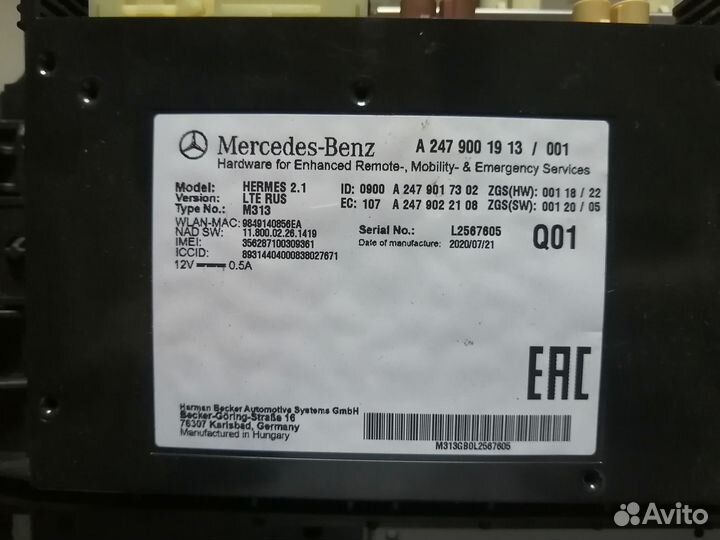 Mercedes-Benz A 247 900 19 13 / 001
Hardware for Enhanced Remote-, Mobility- & Emergency Services
Model: HERMES 2.1 ID: 0900 A 247 901 73 02 ZGS(HW): 001 18 / 22
Version: LTE RUS EC: 107 A 247 902 21 08 ZGS(SW): 001 20 / 05
Type No.: M313
WLAN-MAC: 9849140856EA Serial No.: L2567605 Q01
NAD SW: 11.800.02.26.1419 Date of manufacture: 2020/07/21
IMEI: 356287100309361
ICCID: 89314404000838027671
12V 0.5A
EAC
Harman Becker Automotive Systems GmbH
Becker-Göring-Straße 16
76307 Karlsbad, Germany
Manufactured in Hungary
M313GB0L2567605
Avito